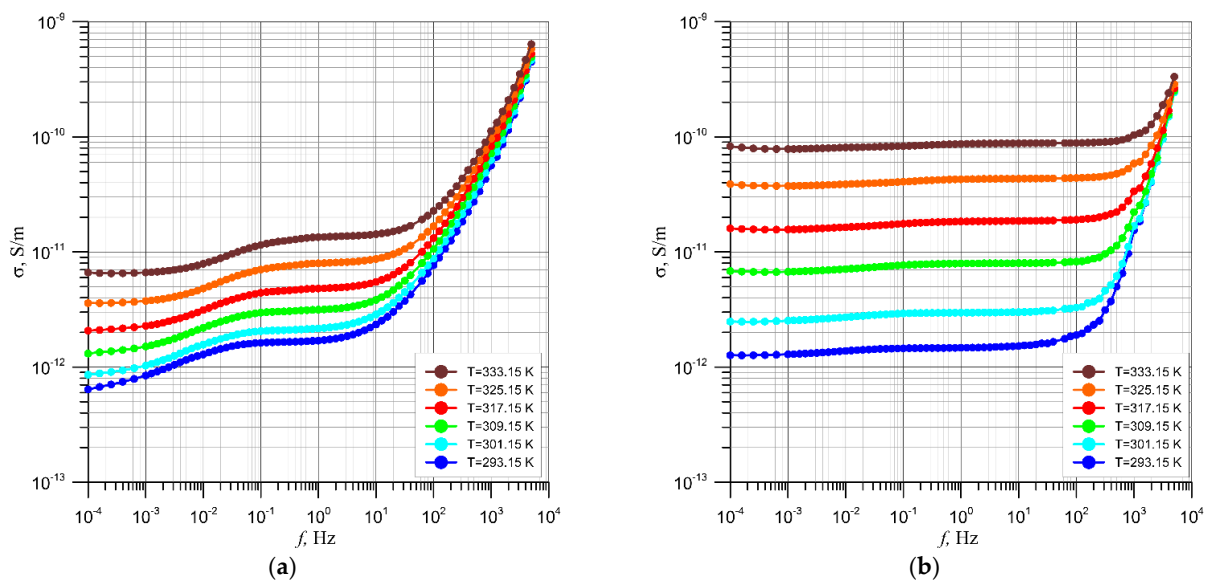 10⁻⁹
10⁻¹⁰
10⁻¹¹
10⁻¹²
10⁻¹³
σ, S/m
T=333.15 K
T=325.15 K
T=317.15 K
T=309.15 K
T=301.15 K
T=293.15 K
10⁻⁴ 10⁻³ 10⁻² 10⁻¹ 10⁰ 10¹ 10² 10³ 10⁴
f, Hz
(a)
10⁻⁹
10⁻¹⁰
10⁻¹¹
10⁻¹²
10⁻¹³
σ, S/m
T=333.15 K
T=325.15 K
T=317.15 K
T=309.15 K
T=301.15 K
T=293.15 K
10⁻⁴ 10⁻³ 10⁻² 10⁻¹ 10⁰ 10¹ 10² 10³ 10⁴
f, Hz
(b)